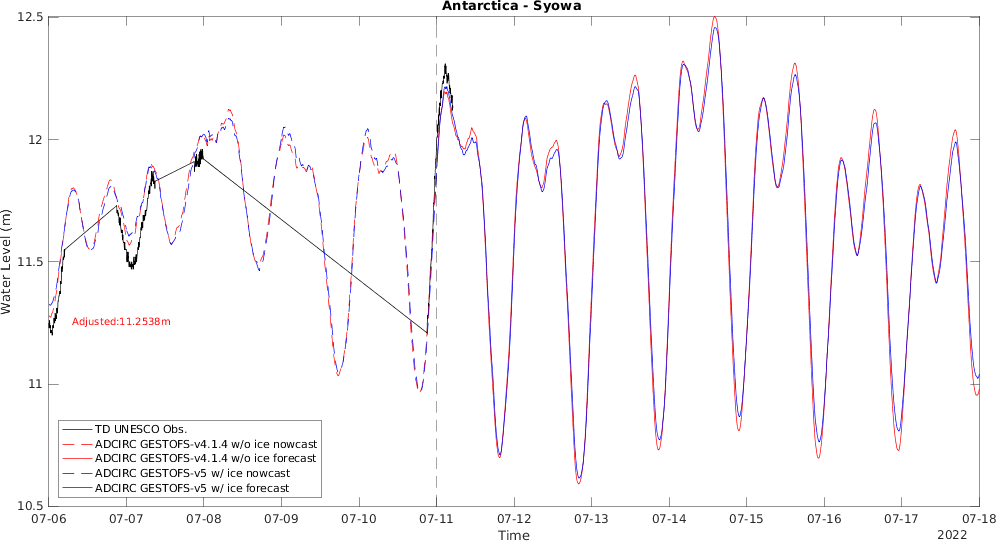 Antarctica - Syowa
12.5
12
11.5
11
10.5
Water Level (m)
Adjusted:11.2538m
TD UNESCO Obs.
ADCIRC GESTOFS-v4.1.4 w/o ice nowcast
ADCIRC GESTOFS-v4.1.4 w/o ice forecast
ADCIRC GESTOFS-v5 w/ ice nowcast
ADCIRC GESTOFS-v5 w/ ice forecast
07-06 07-07 07-08 07-09 07-10 07-11 07-12 07-13 07-14 07-15 07-16 07-17 07-18
Time
2022